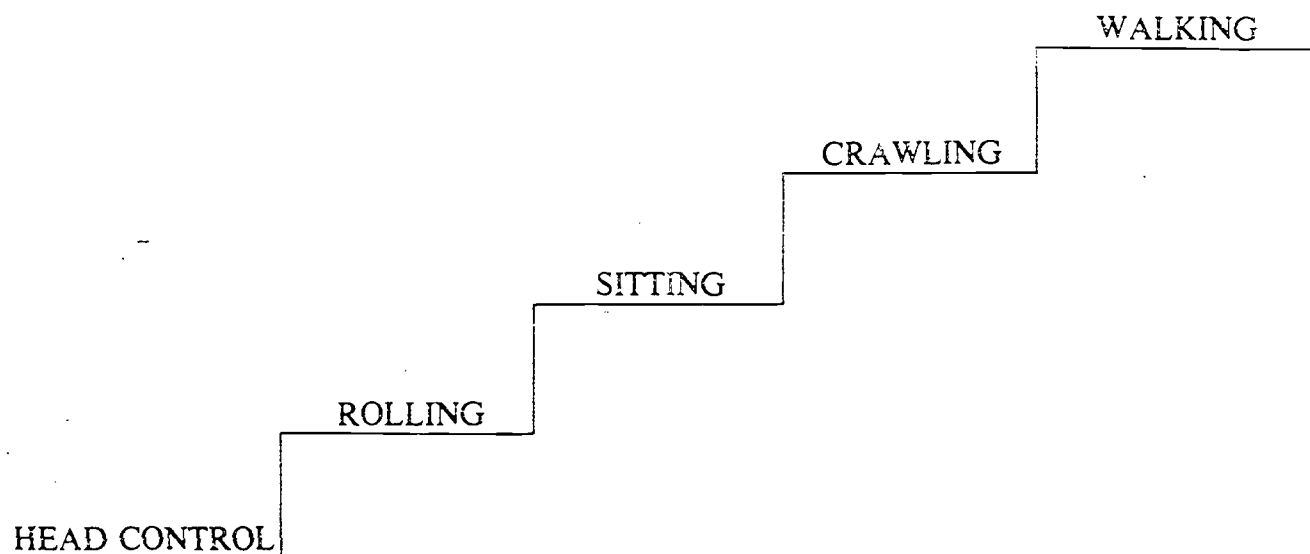 WALKING
CRAWLING
SITTING
ROLLING
HEAD CONTROL